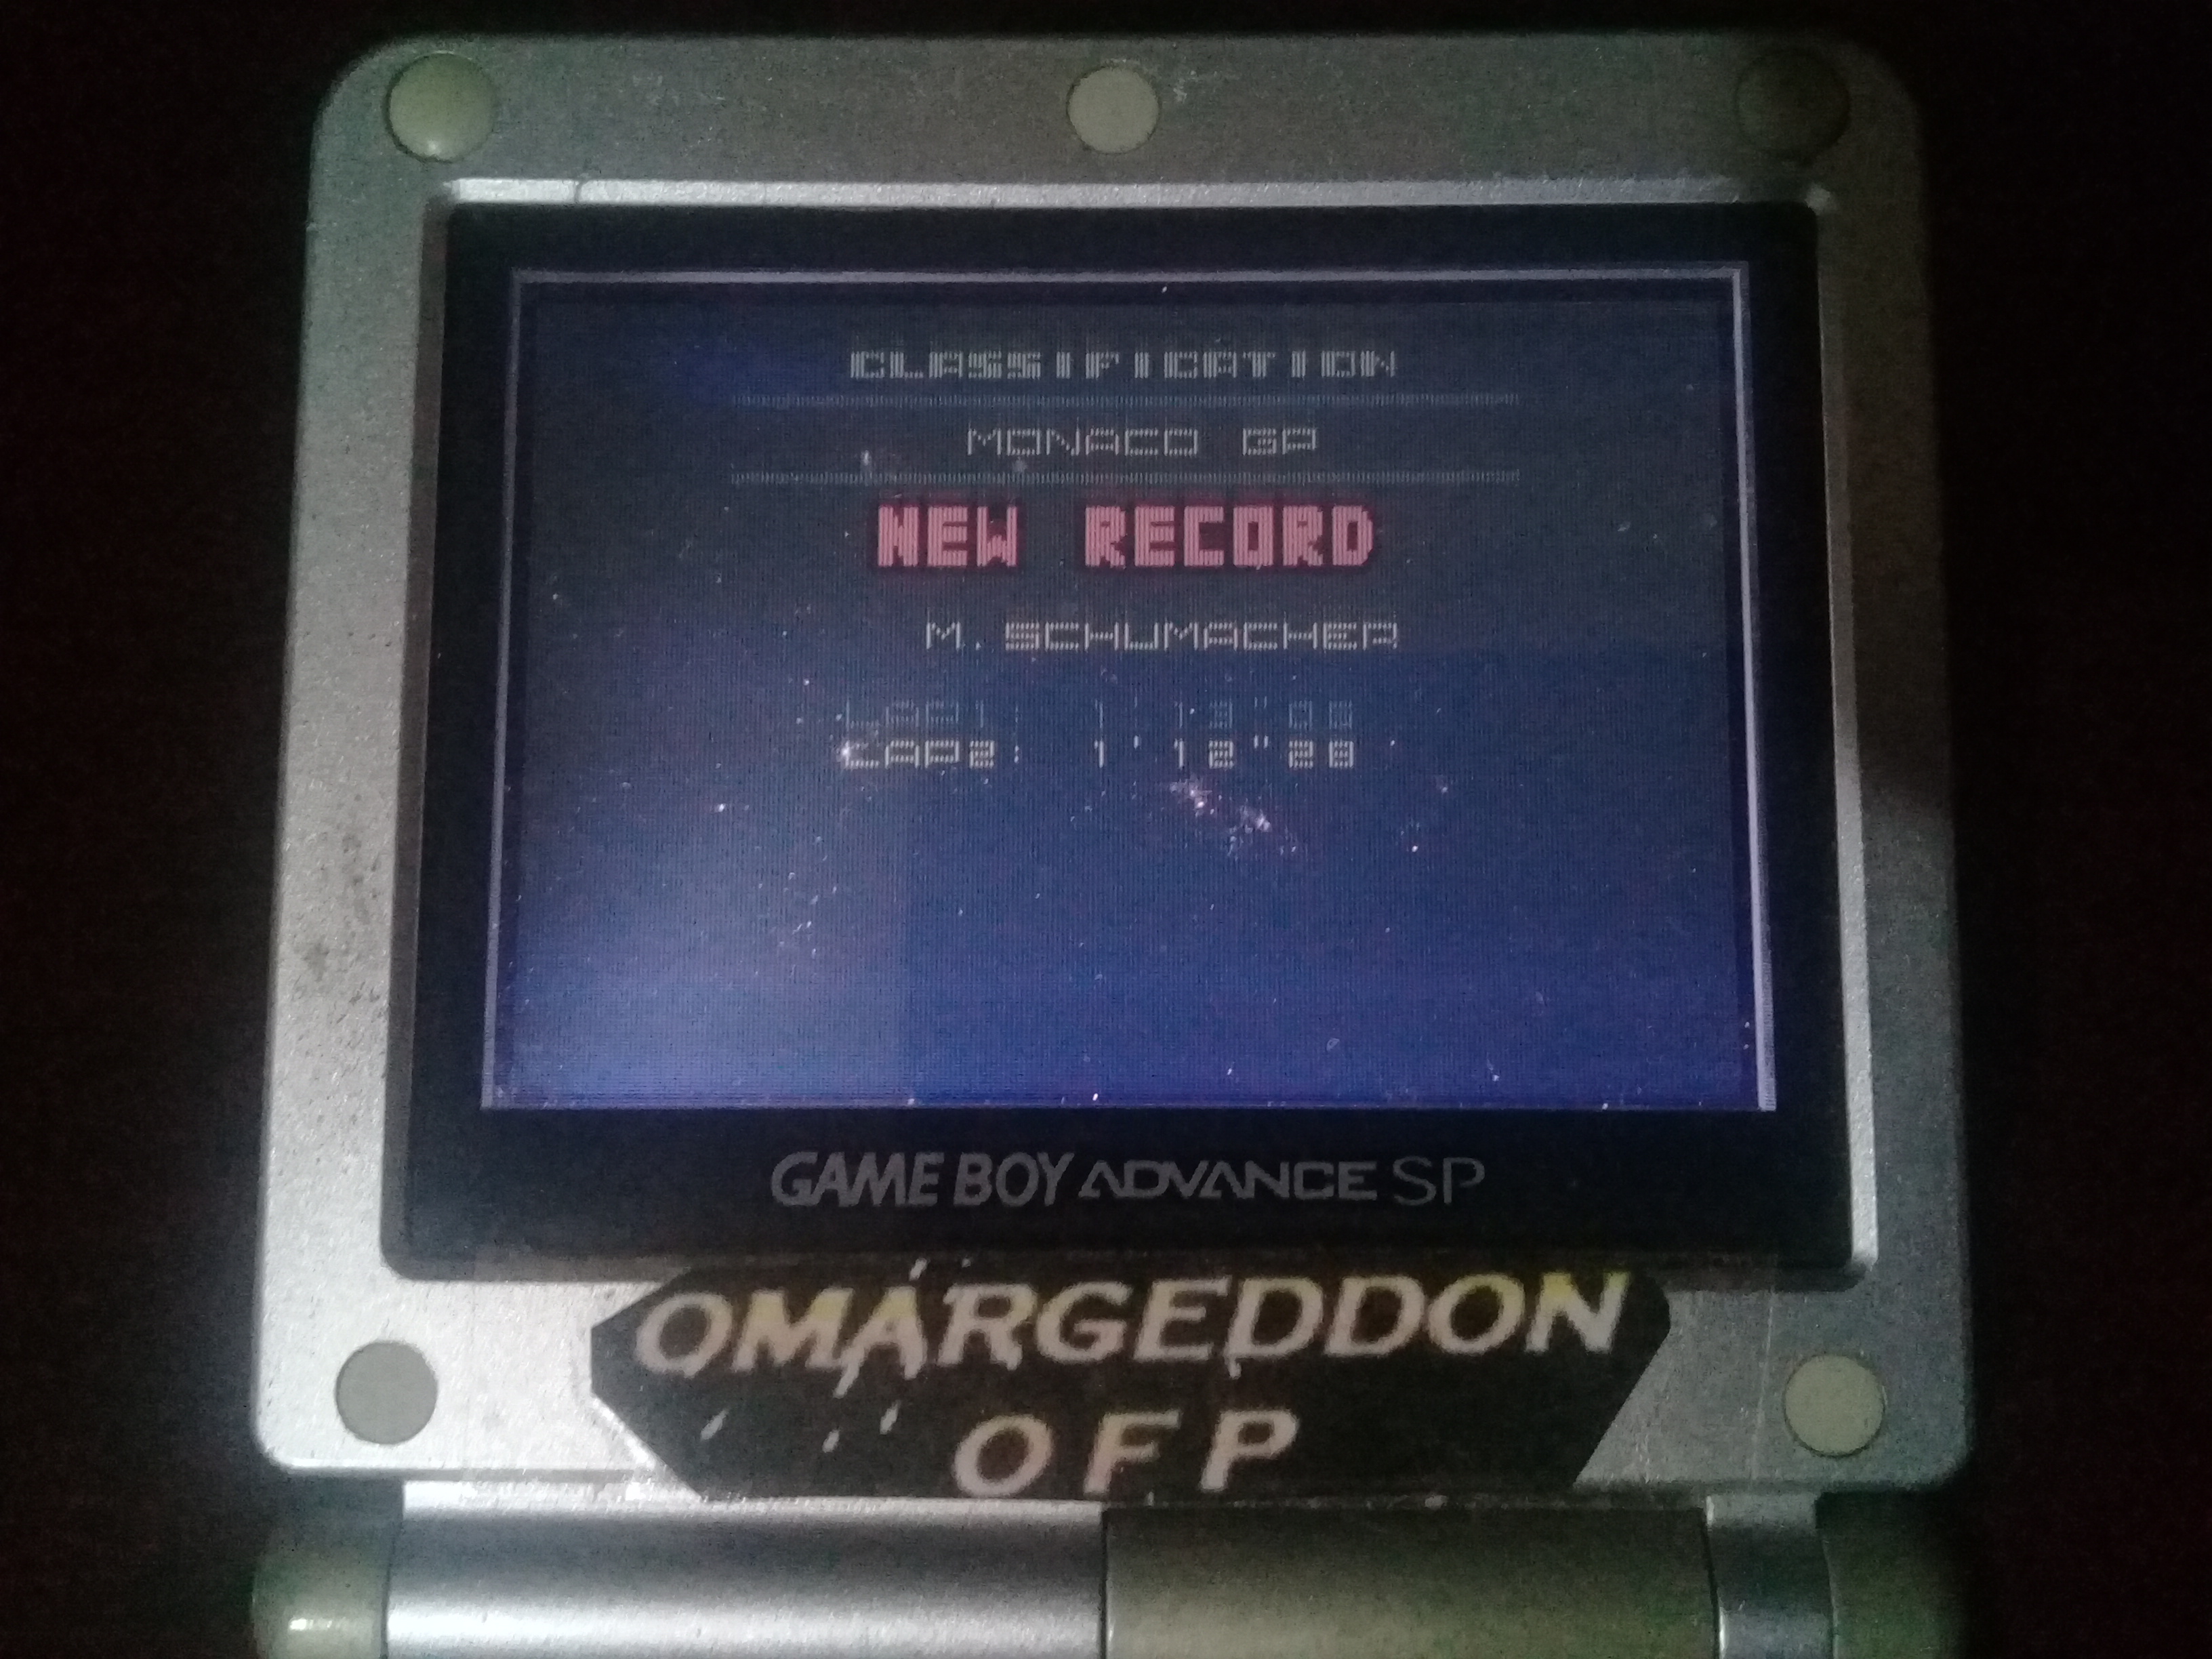 CLASSIFICATION
MONACO GP
NEW RECORD
M. SCHUMACHER
LAP1: 1'13"06
LAP2: 1'12"28
GAME BOY ADVANCE SP
OMARGEDDON
OFP